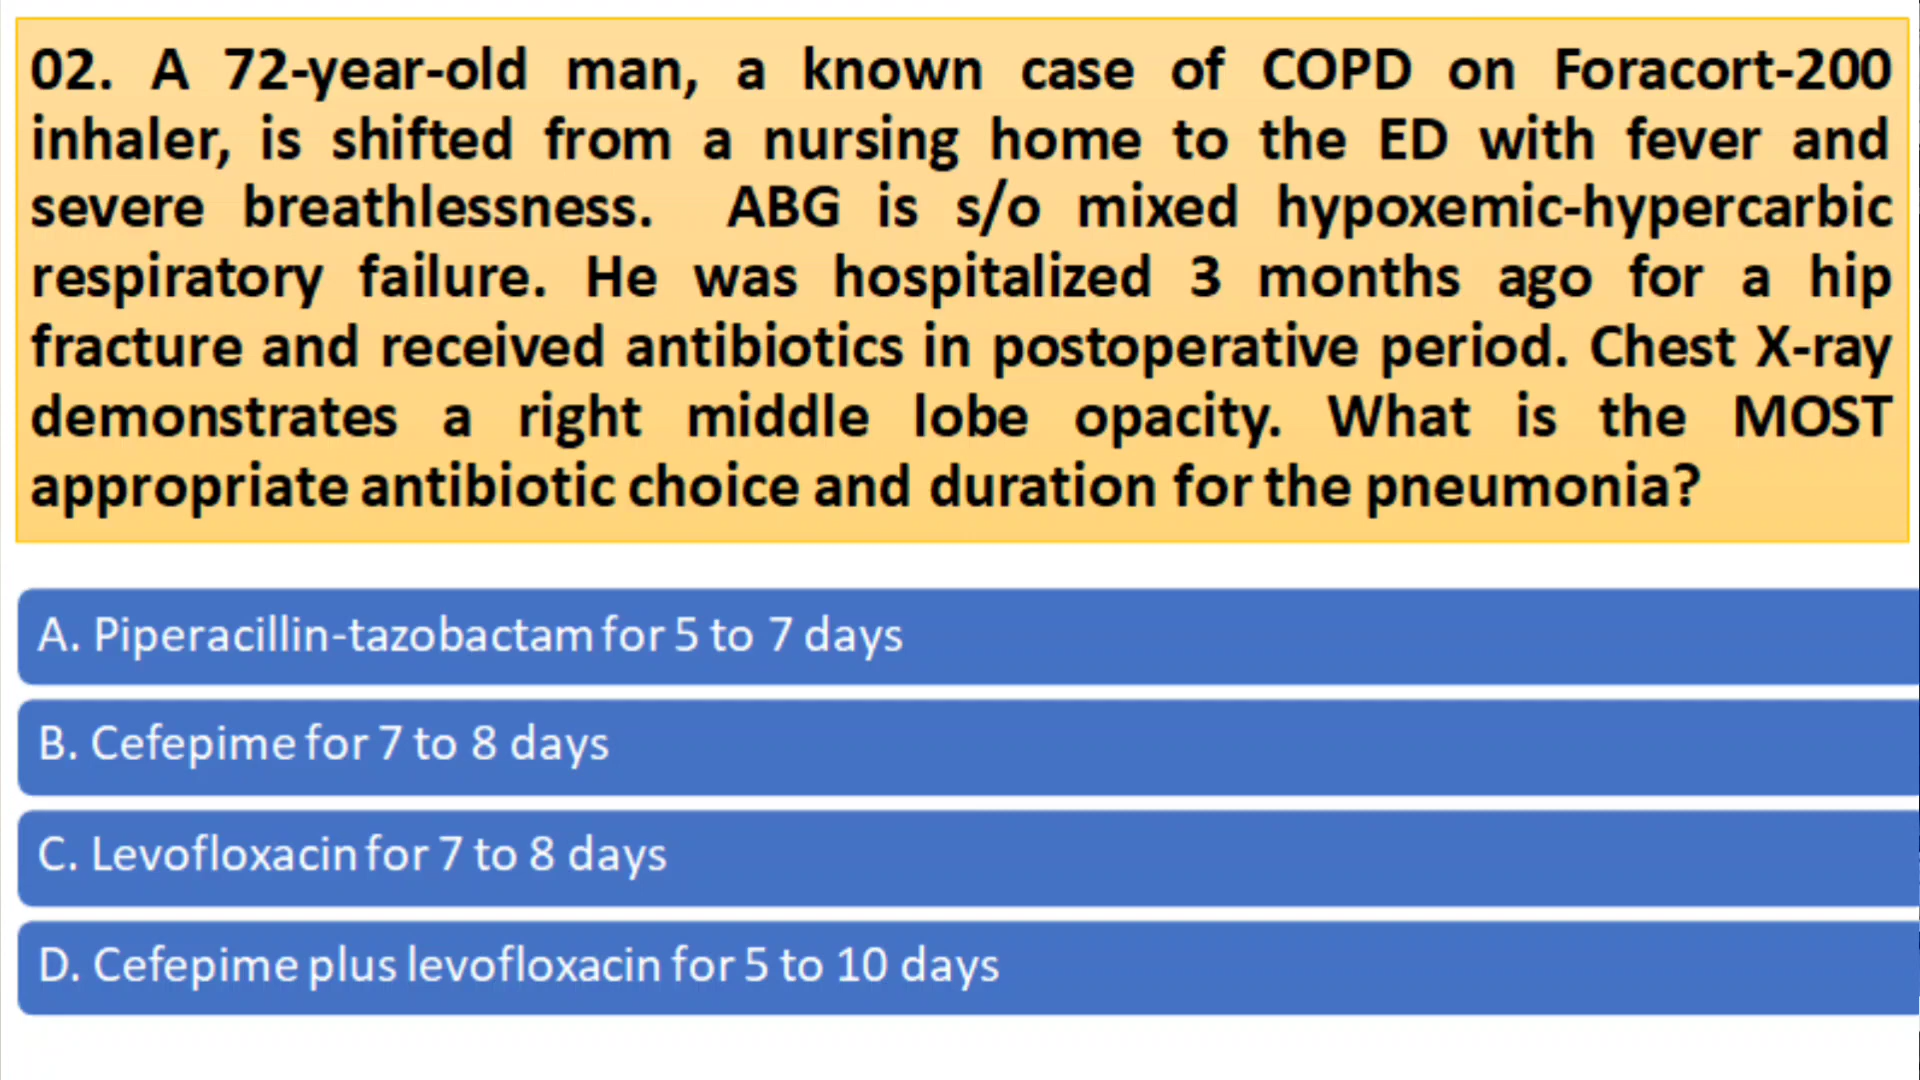 02. A 72-year-old man, a known case of COPD on Foracort-200
inhaler, is shifted from a nursing home to the ED with fever and
severe breathlessness. ABG is s/o mixed hypoxemic-hypercarbic
respiratory failure. He was hospitalized 3 months ago for a hip
fracture and received antibiotics in postoperative period. Chest X-ray
demonstrates a right middle lobe opacity. What is the MOST
appropriate antibiotic choice and duration for the pneumonia?
A. Piperacillin-tazobactam for 5 to 7 days
B. Cefepime for 7 to 8 days
C. Levofloxacin for 7 to 8 days
D. Cefepime plus levofloxacin for 5 to 10 days